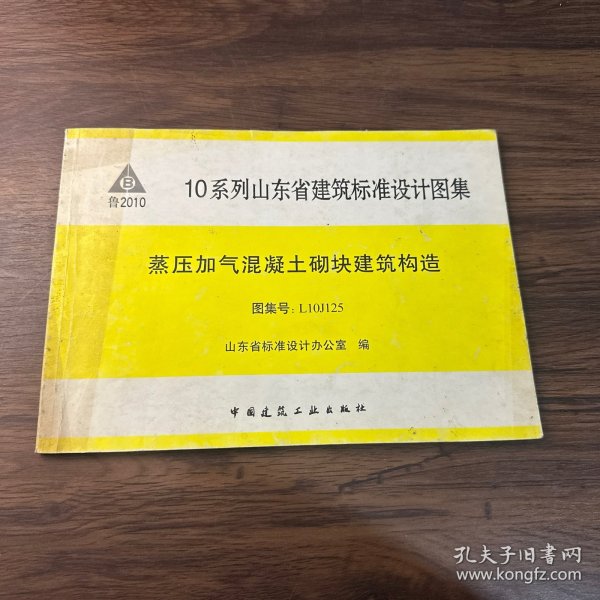 B
鲁2010
10系列山东省建筑标准设计图集
蒸压加气混凝土砌块建筑构造
图集号: L10J125
山东省标准设计办公室 编
中国建筑工业出版社
孔夫子旧书网
www.kongfz.com